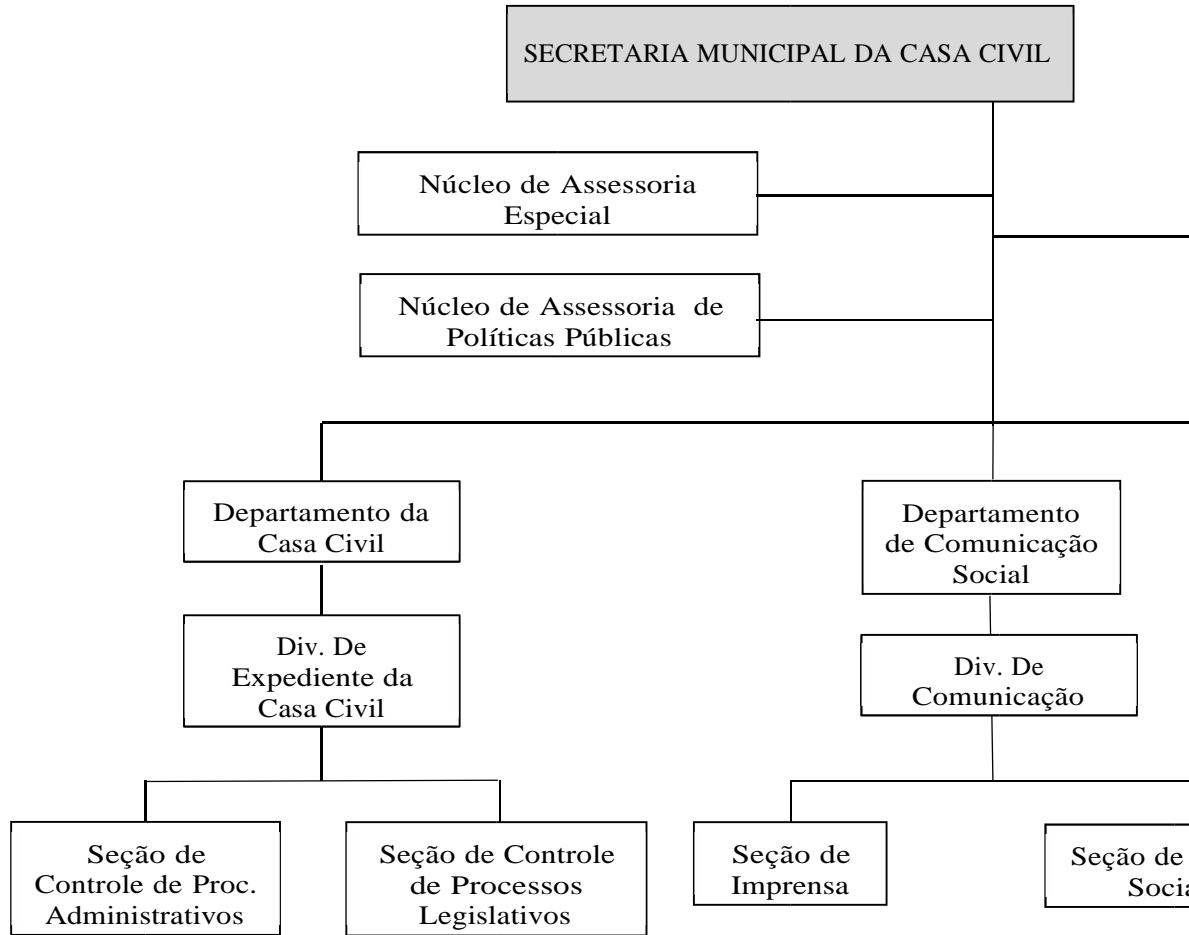 SECRETARIA MUNICIPAL DA CASA CIVIL
Núcleo de Assessoria
Especial
Núcleo de Assessoria de
Políticas Públicas
Departamento da
Casa Civil
Departamento
de Comunicação
Social
Div. De
Expediente da
Casa Civil
Div. De
Comunicação
Seção de
Controle de Proc.
Administrativos
Seção de Controle
de Processos
Legislativos
Seção de
Imprensa
Seção de